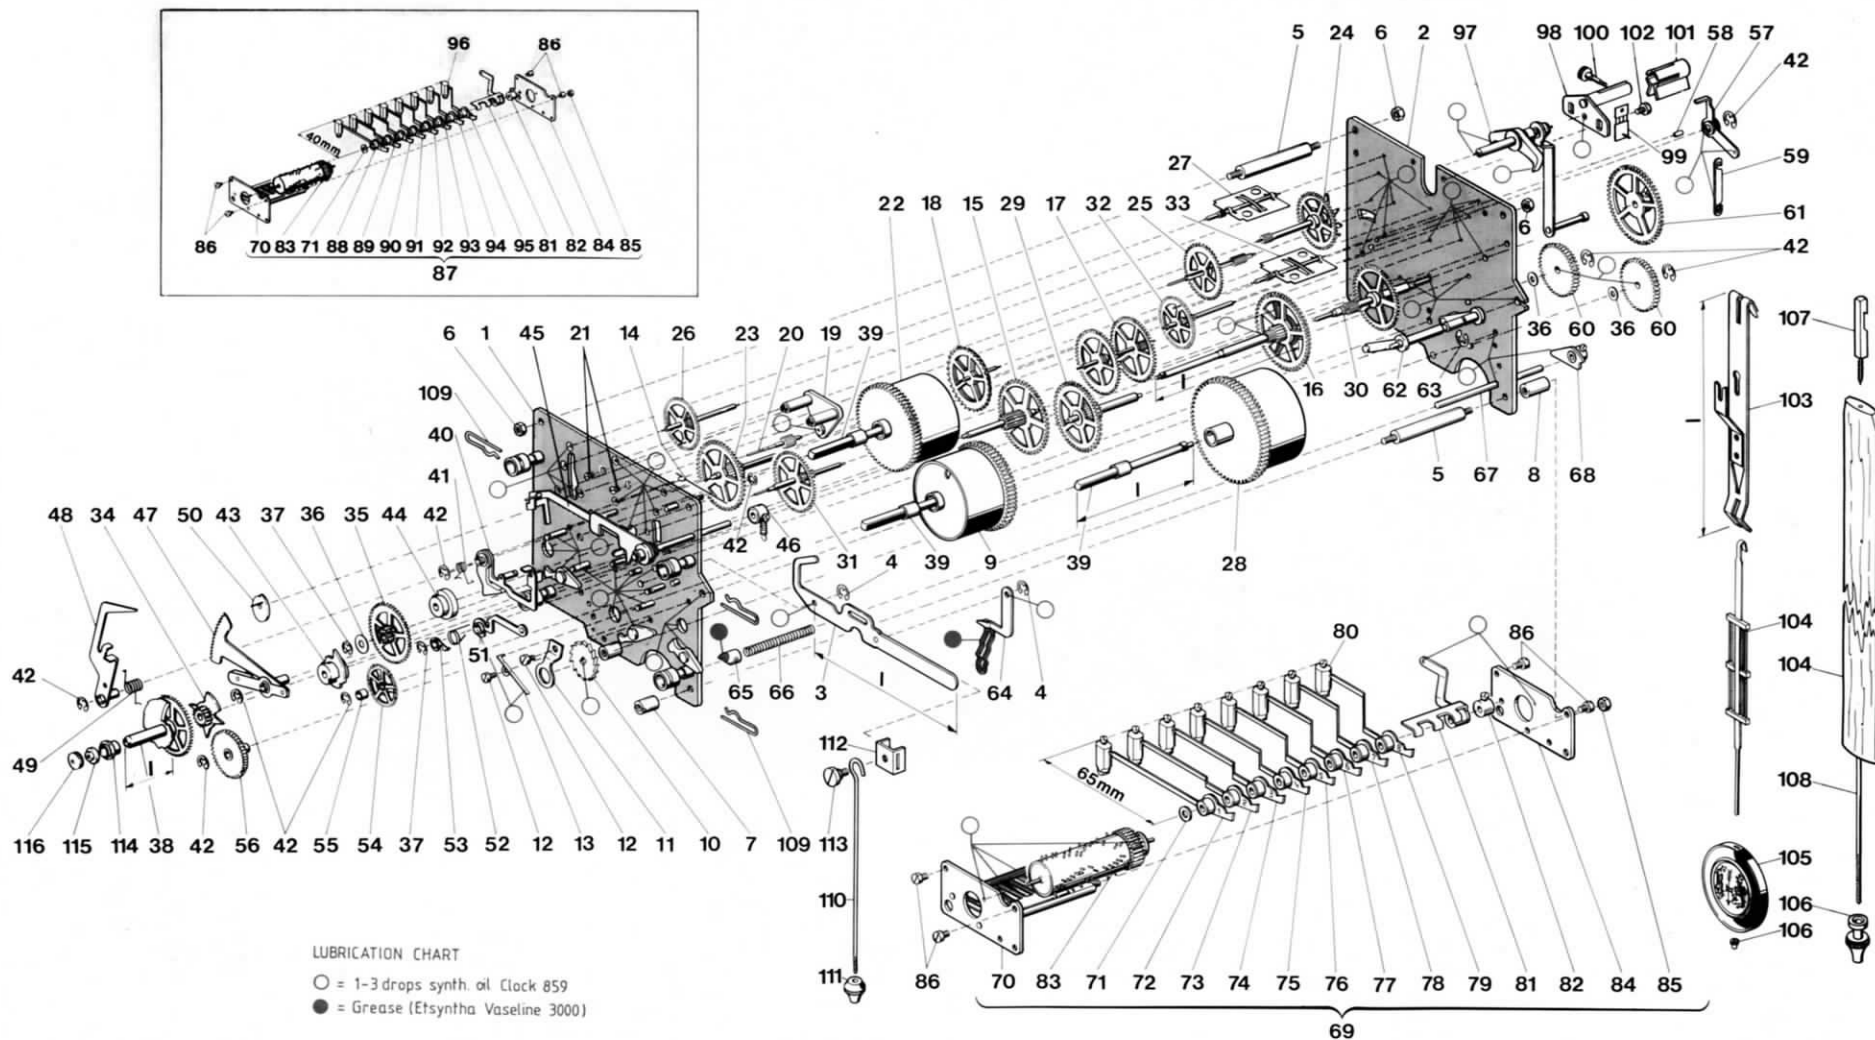 96 86
40mm
86 70 83 71 88 89 90 91 92 93 94 95 81 82 84 85
87
5 6 2 97 98 100 102 101 58 57
24 42
27 99 59
22 18 15 29 17 32 25 33 6 61
42
36 60 36 60
6 1 45 21 14 26 23 20 19 39
16 30 62 63
107
109 103
40 5 67 8 68
41
48 34 47 50 43 37 36 35 44 42
42 46 31 39 9 39 28
4
51 80 86 104
42 65 66 3 64 4 104
49 112
65mm
116 115 114 38 42 56 42 55 54 37 53 52 12 13 12 11 10 7 109 113 108
105
110
106
106
111 86 70 83 71 72 73 74 75 76 77 78 79 81 82 84 85
69
LUBRICATION CHART
= 1-3 drops synth. oil Clock 859
= Grease (Etsyntha Vaseline 3000)